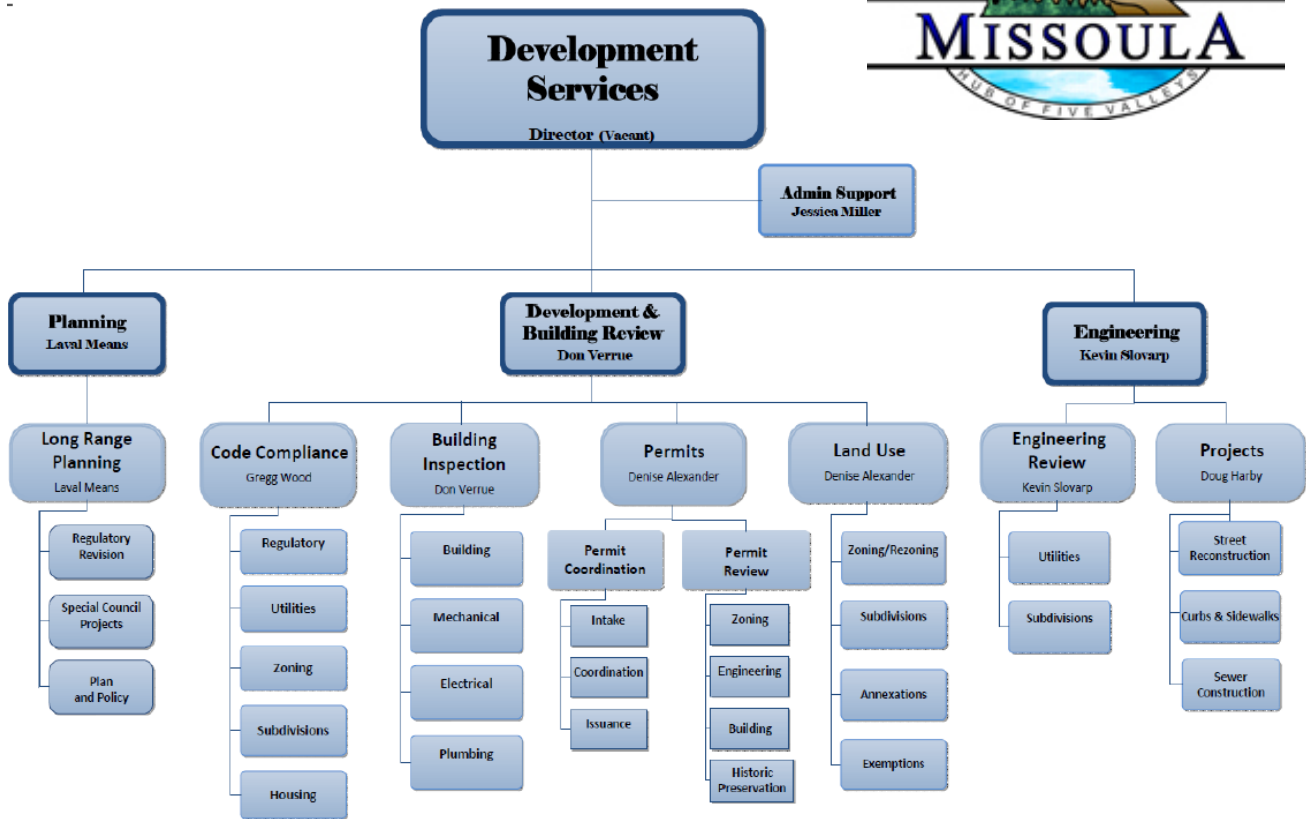 MISSOULA
HUB OF FIVE VALLEYS
Development
Services
Director (Vacant)
Admin Support
Jessica Miller
Planning
Laval Means
Development &
Building Review
Don Verrue
Engineering
Kevin Slovarp
Long Range
Planning
Laval Means
Code Compliance
Gregg Wood
Building
Inspection
Don Verrue
Permits
Denise Alexander
Land Use
Denise Alexander
Engineering
Review
Kevin Slovarp
Projects
Doug Harby
Regulatory
Revision
Special Council
Projects
Plan
and Policy
Regulatory
Utilities
Zoning
Subdivisions
Housing
Building
Mechanical
Electrical
Plumbing
Permit
Coordination
Intake
Coordination
Issuance
Permit
Review
Zoning
Engineering
Building
Historic
Preservation
Zoning/Rezoning
Subdivisions
Annexations
Exemptions
Utilities
Subdivisions
Street
Reconstruction
Curbs & Sidewalks
Sewer
Construction